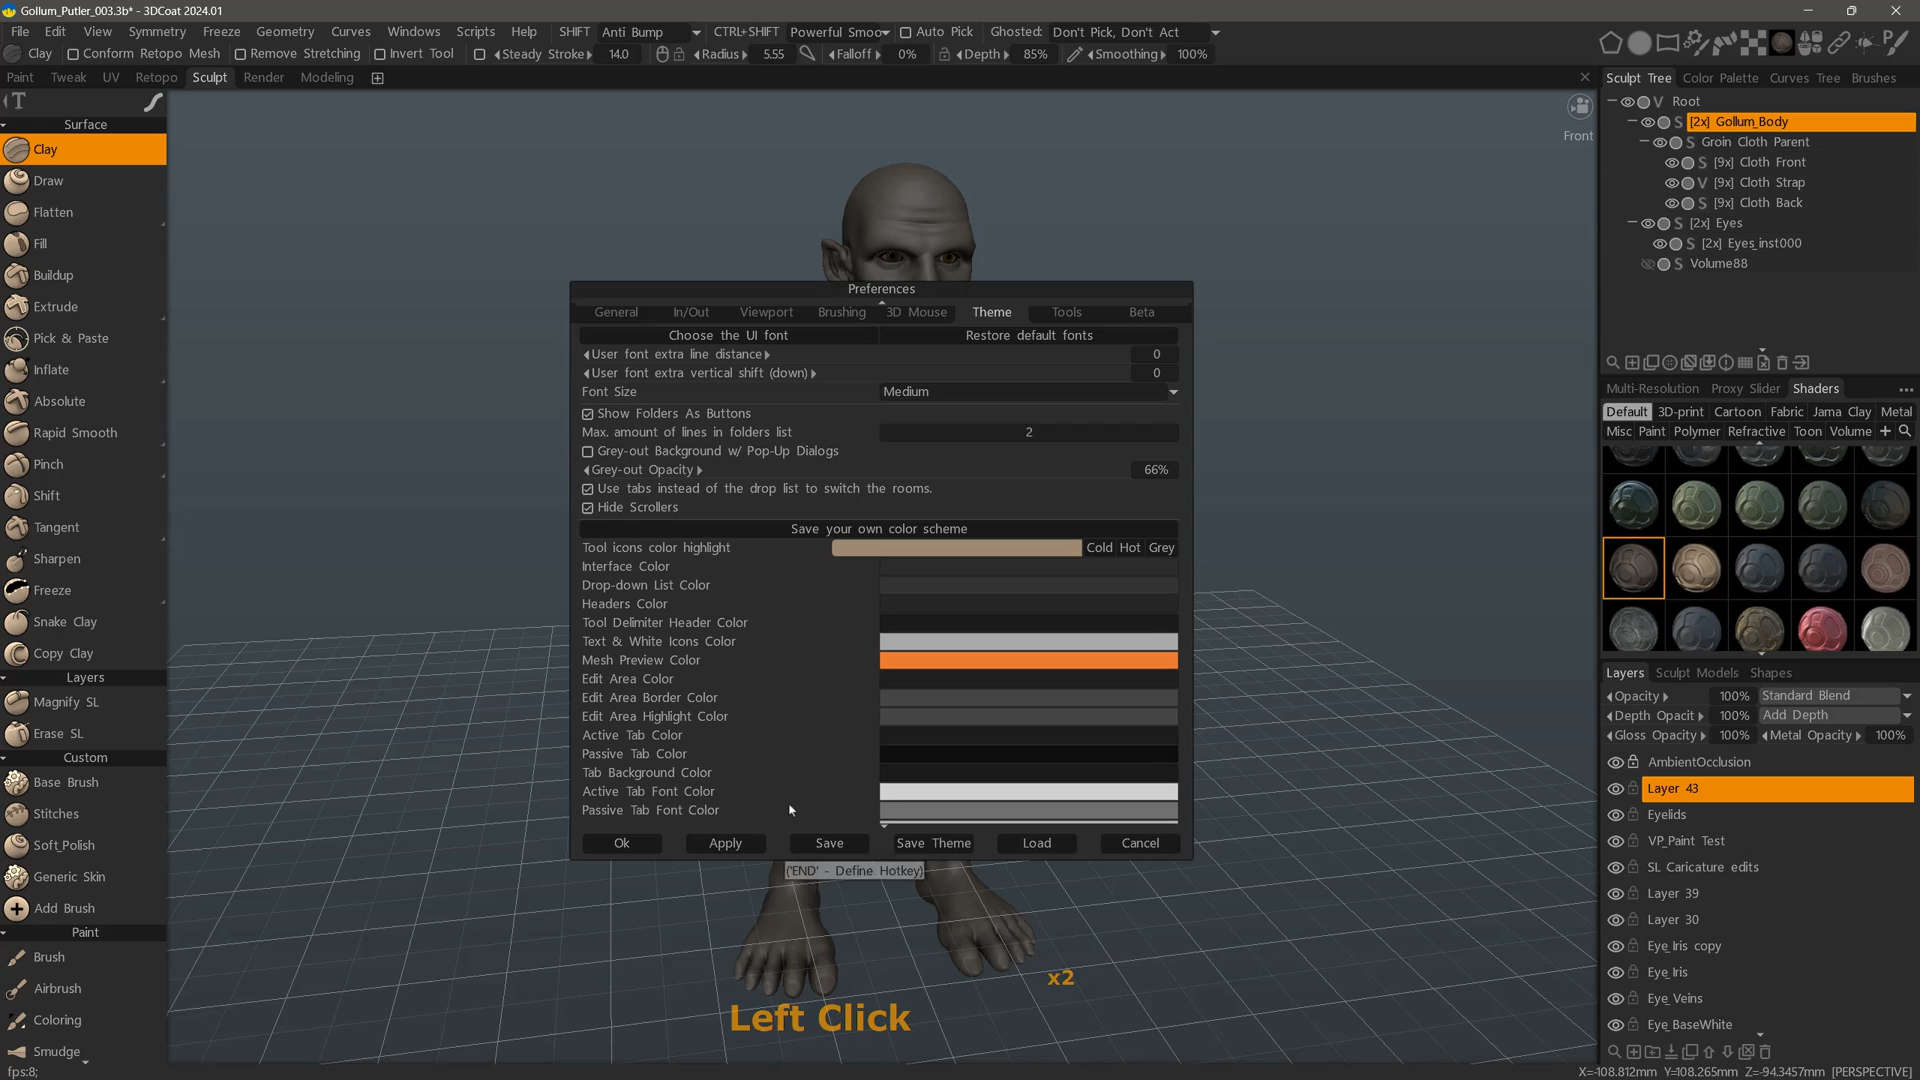 Gollum_Putler_003.3b* - 3DCoat 2024.01
File Edit View Symmetry Freeze Geometry Curves Windows Scripts Help SHIFT Anti Bump CTRL+SHIFT Powerful Smoo Auto Pick Ghosted: Don't Pick, Don't Act
Clay Conform Retopo Mesh Remove Stretching Invert Tool Steady Stroke 14.0 Radius 5.55 Falloff 0% Depth 85% Smoothing 100%
Paint Tweak UV Retopo Sculpt Render Modeling
T
Surface
Clay
Draw
Flatten
Fill
Buildup
Extrude
Pick & Paste
Inflate
Absolute
Rapid Smooth
Pinch
Shift
Tangent
Sharpen
Freeze
Snake Clay
Copy Clay
Layers
Magnify SL
Erase SL
Custom
Base Brush
Stitches
Soft_Polish
Generic Skin
Add Brush
Paint
Brush
Airbrush
Coloring
Smudge
fps:8;
Front
Preferences
General In/Out Viewport Brushing 3D Mouse Theme Tools Beta
Choose the UI font Restore default fonts
User font extra line distance 0
User font extra vertical shift (down) 0
Font Size Medium
Show Folders As Buttons
Max. amount of lines in folders list 2
Grey-out Background w/ Pop-Up Dialogs
Grey-out Opacity 66%
Use tabs instead of the drop list to switch the rooms.
Hide Scrollers
Save your own color scheme
Tool icons color highlight Cold Hot Grey
Interface Color
Drop-down List Color
Headers Color
Tool Delimiter Header Color
Text & White Icons Color
Mesh Preview Color
Edit Area Color
Edit Area Border Color
Edit Area Highlight Color
Active Tab Color
Passive Tab Color
Tab Background Color
Active Tab Font Color
Passive Tab Font Color
Ok Apply Save Save Theme Load Cancel
('END' - Define Hotkey)
x2
Left Click
Sculpt Tree Color Palette Curves Tree Brushes
V Root
S [2x] Gollum_Body
S Groin Cloth Parent
S [9x] Cloth Front
V [9x] Cloth Strap
S [9x] Cloth Back
S [2x] Eyes
S [2x] Eyes_inst000
S Volume88
Multi-Resolution Proxy Slider Shaders
Default 3D-print Cartoon Fabric Jama Clay Metal
Misc Paint Polymer Refractive Toon Volume
Layers Sculpt Models Shapes
Opacity 100% Standard Blend
Depth Opacit 100% Add Depth
Gloss Opacity 100% Metal Opacity 100%
AmbientOcclusion
Layer 43
Eyelids
VP_Paint Test
SL Caricature edits
Layer 39
Layer 30
Eye_Iris copy
Eye_Iris
Eye_Veins
Eye_BaseWhite
X=-108.812mm Y=108.265mm Z=-94.3457mm [PERSPECTIVE]